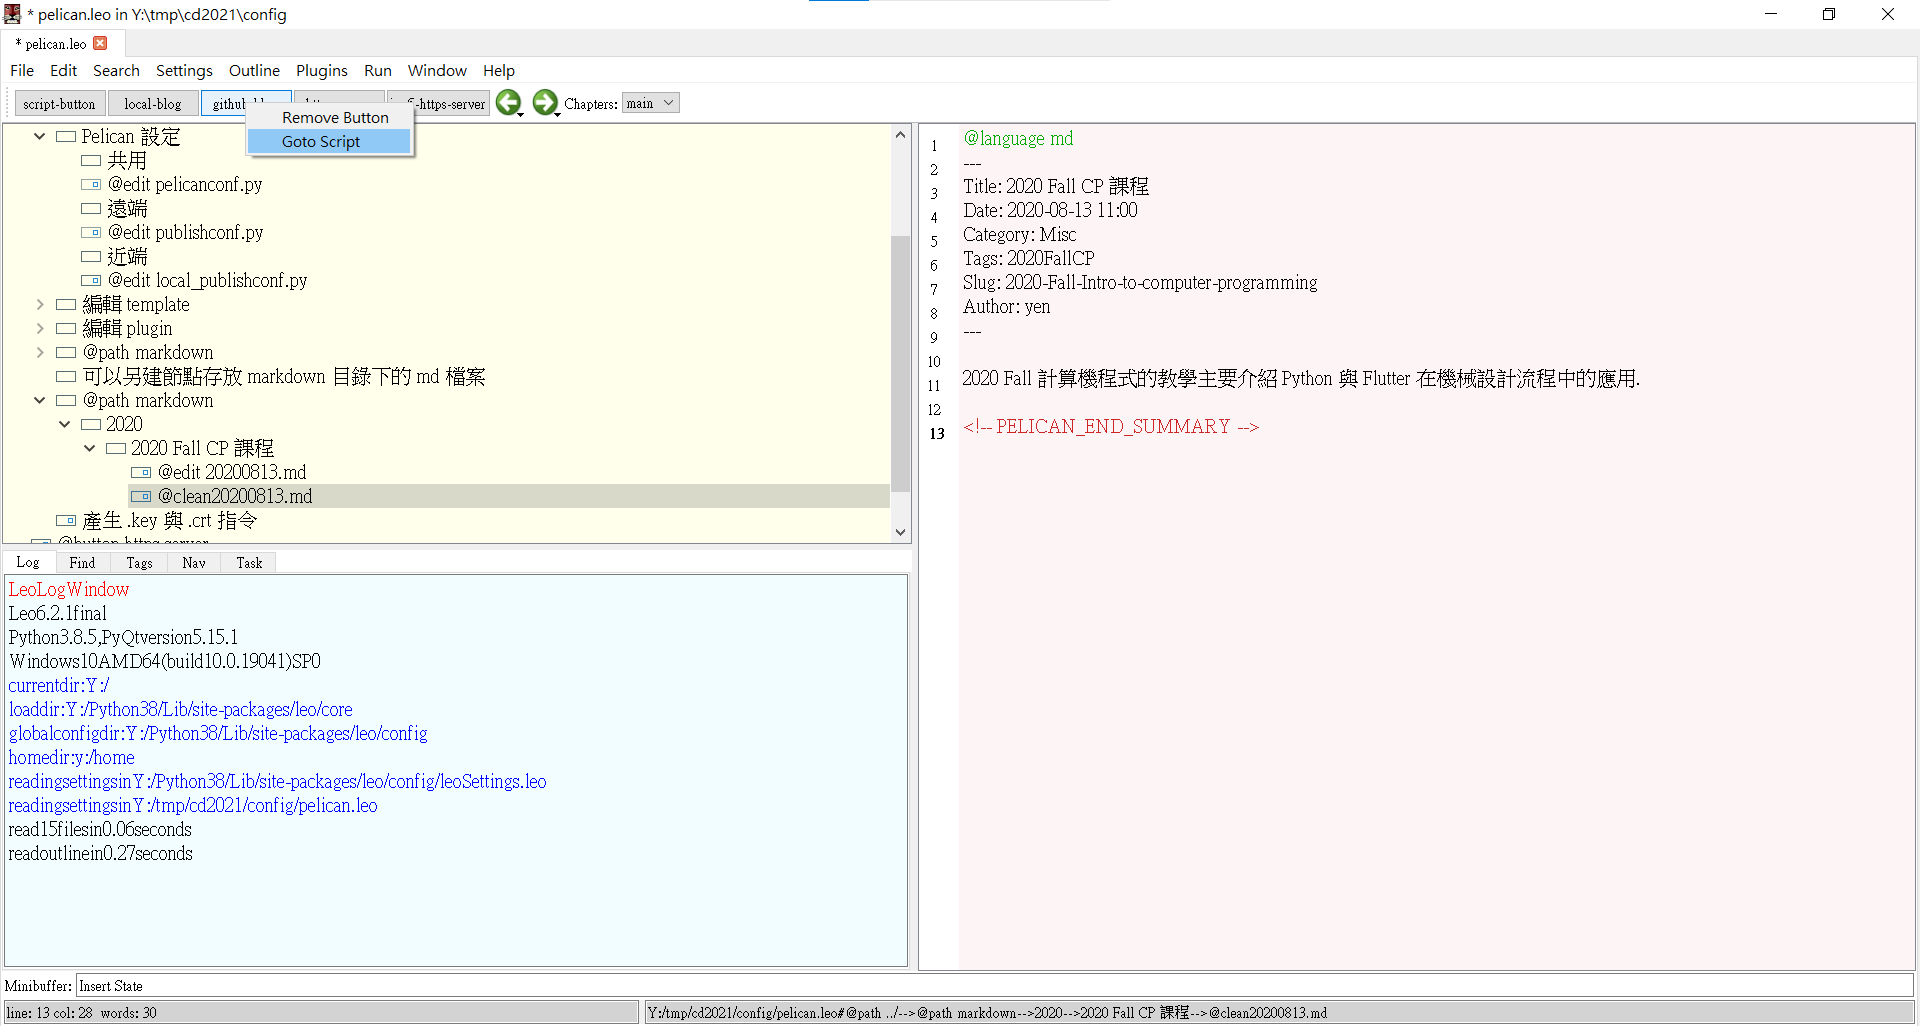 * pelican.leo in Y:\tmp\cd2021\config
* pelican.leo
File Edit Search Settings Outline Plugins Run Window Help
script-button local-blog -https-server Chapters: main
Remove Button
Goto Script
Pelican 設定
共用
@edit pelicanconf.py
遠端
@edit publishconf.py
近端
@edit local_publishconf.py
編輯 template
編輯 plugin
@path markdown
可以另建節點存放 markdown 目錄下的 md 檔案
@path markdown
2020
2020 Fall CP 課程
@edit 20200813.md
@clean20200813.md
產生 .key 與 .crt 指令
@button https server
Log Find Tags Nav Task
LeoLogWindow
Leo6.2.1final
Python3.8.5,PyQtversion5.15.1
Windows10AMD64(build10.0.19041)SP0
currentdir:Y:/
loaddir:Y:/Python38/Lib/site-packages/leo/core
globalconfigdir:Y:/Python38/Lib/site-packages/leo/config
homedir:y:/home
readingsettingsinY:/Python38/Lib/site-packages/leo/config/leoSettings.leo
readingsettingsinY:/tmp/cd2021/config/pelican.leo
read15filesin0.06seconds
readoutlinein0.27seconds
1 @language md
2 ---
3 Title: 2020 Fall CP 課程
4 Date: 2020-08-13 11:00
5 Category: Misc
6 Tags: 2020FallCP
7 Slug: 2020-Fall-Intro-to-computer-programming
8 Author: yen
9 ---
10
11 2020 Fall 計算機程式的教學主要介紹 Python 與 Flutter 在機械設計流程中的應用.
12
13 <!-- PELICAN_END_SUMMARY -->
Minibuffer: Insert State
line: 13 col: 28 words: 30
Y:/tmp/cd2021/config/pelican.leo#@path ../-->@path markdown-->2020-->2020 Fall CP 課程-->@clean20200813.md